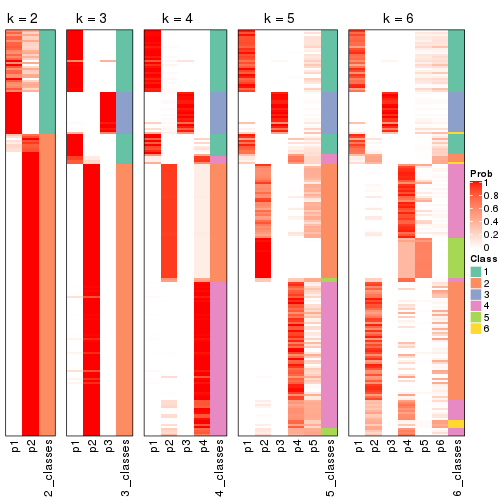 k = 2
k = 3
k = 4
k = 5
k = 6
p1
p2
2_classes
p1
p2
p3
3_classes
p1
p2
p3
p4
4_classes
p1
p2
p3
p4
p5
5_classes
p1
p2
p3
p4
p5
p6
6_classes
Prob
1
0.8
0.6
0.4
0.2
0
Class
1
2
3
4
5
6